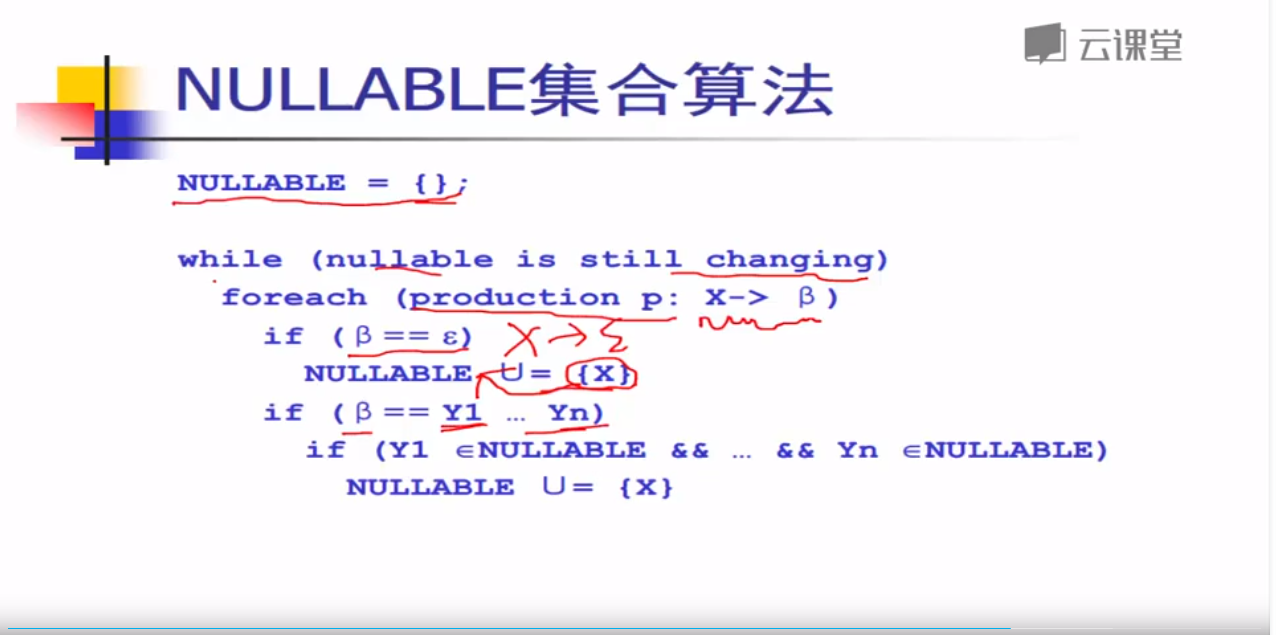 云课堂
NULLABLE集合算法
NULLABLE = {};
while (nullable is still changing)
foreach (production p: X-> β)
if (β == ε) X→ε
NULLABLE ∪= {X}
if (β == Y1 … Yn)
if (Y1 ∈NULLABLE && … && Yn ∈NULLABLE)
NULLABLE ∪= {X}